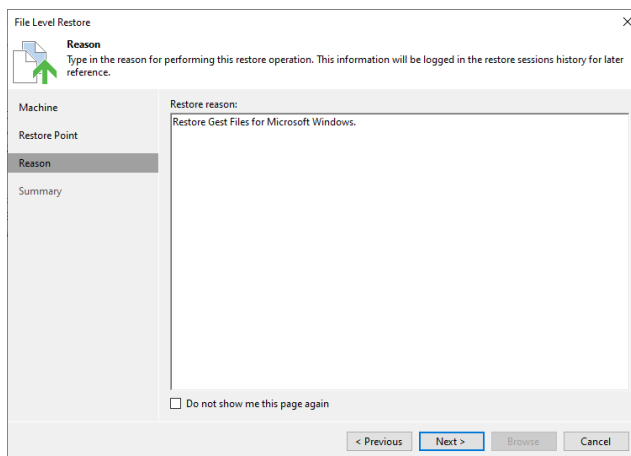 File Level Restore
Reason
Type in the reason for performing this restore operation. This information will be logged in the restore sessions history for later
reference.
Machine
Restore Point
Reason
Summary
Restore reason:
Restore Gest Files for Microsoft Windows.
Do not show me this page again
< Previous
Next >
Browse
Cancel